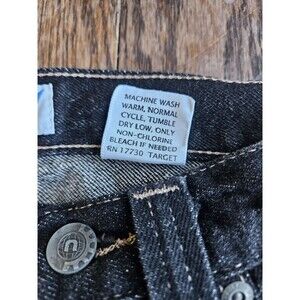 MACHINE WASH
WARM, NORMAL
CYCLE, TUMBLE
DRY LOW, ONLY
NON-CHLORINE
BLEACH IF NEEDED
RN 17730 TARGET